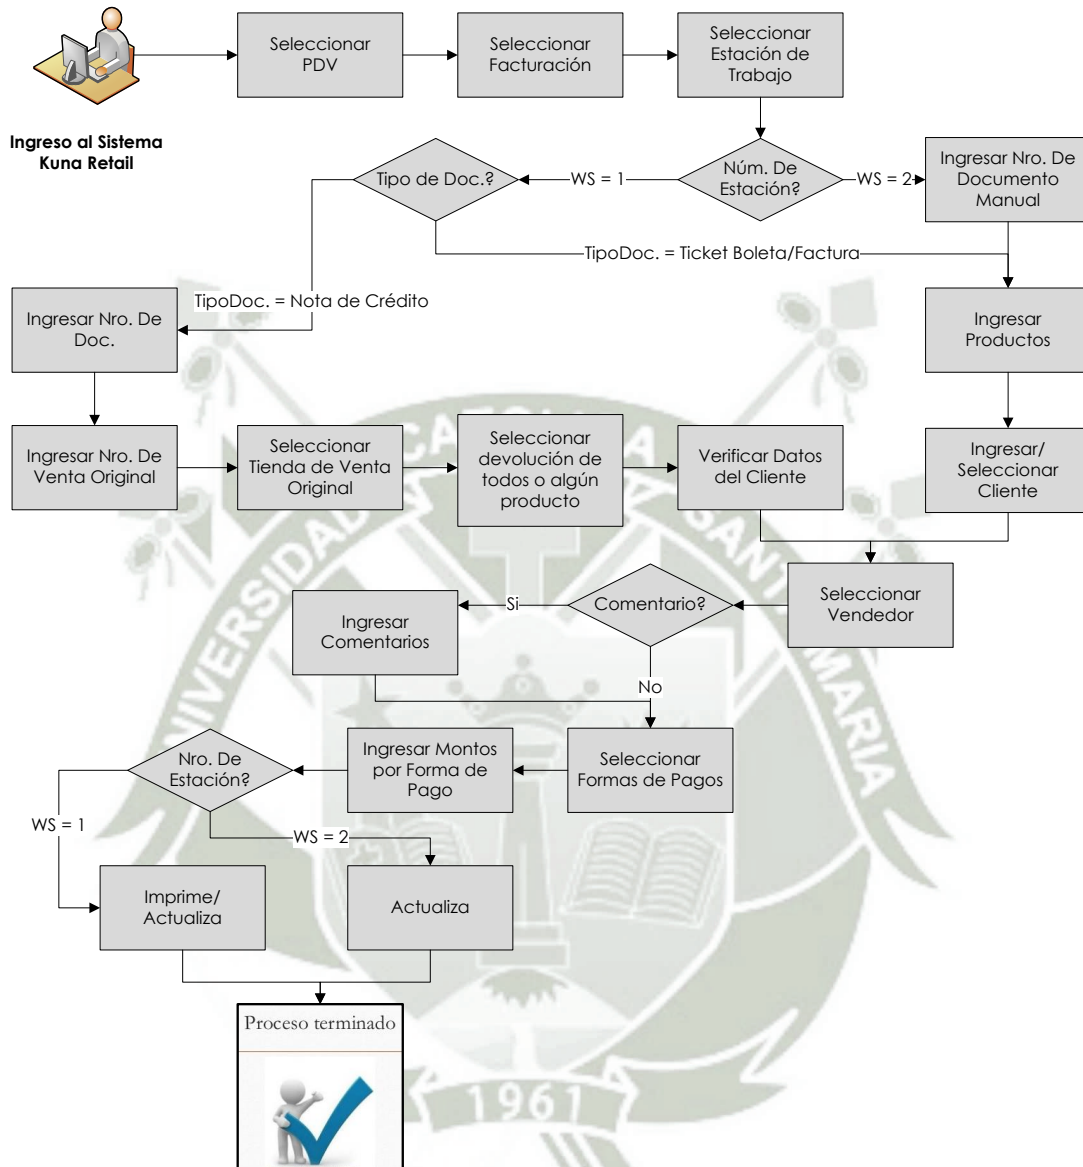 Seleccionar
PDV
Seleccionar
Facturación
Seleccionar
Estación de
Trabajo
Ingreso al Sistema
Kuna Retail
Tipo de Doc.?
WS = 1
Núm. De
Estación?
WS = 2
Ingresar Nro. De
Documento
Manual
TipoDoc. = Ticket Boleta/Factura
TipoDoc. = Nota de Crédito
Ingresar Nro. De
Doc.
Ingresar
Productos
Ingresar Nro. De
Venta Original
Seleccionar
Tienda de Venta
Original
Seleccionar
devolución de
todos o algún
producto
Verificar Datos
del Cliente
Ingresar/
Seleccionar
Cliente
Seleccionar
Vendedor
Comentario?
Si
Ingresar
Comentarios
No
Nro. De
Estación?
Ingresar Montos
por Forma de
Pago
Seleccionar
Formas de Pagos
WS = 1
WS = 2
Imprime/
Actualiza
Actualiza
Proceso terminado
1961